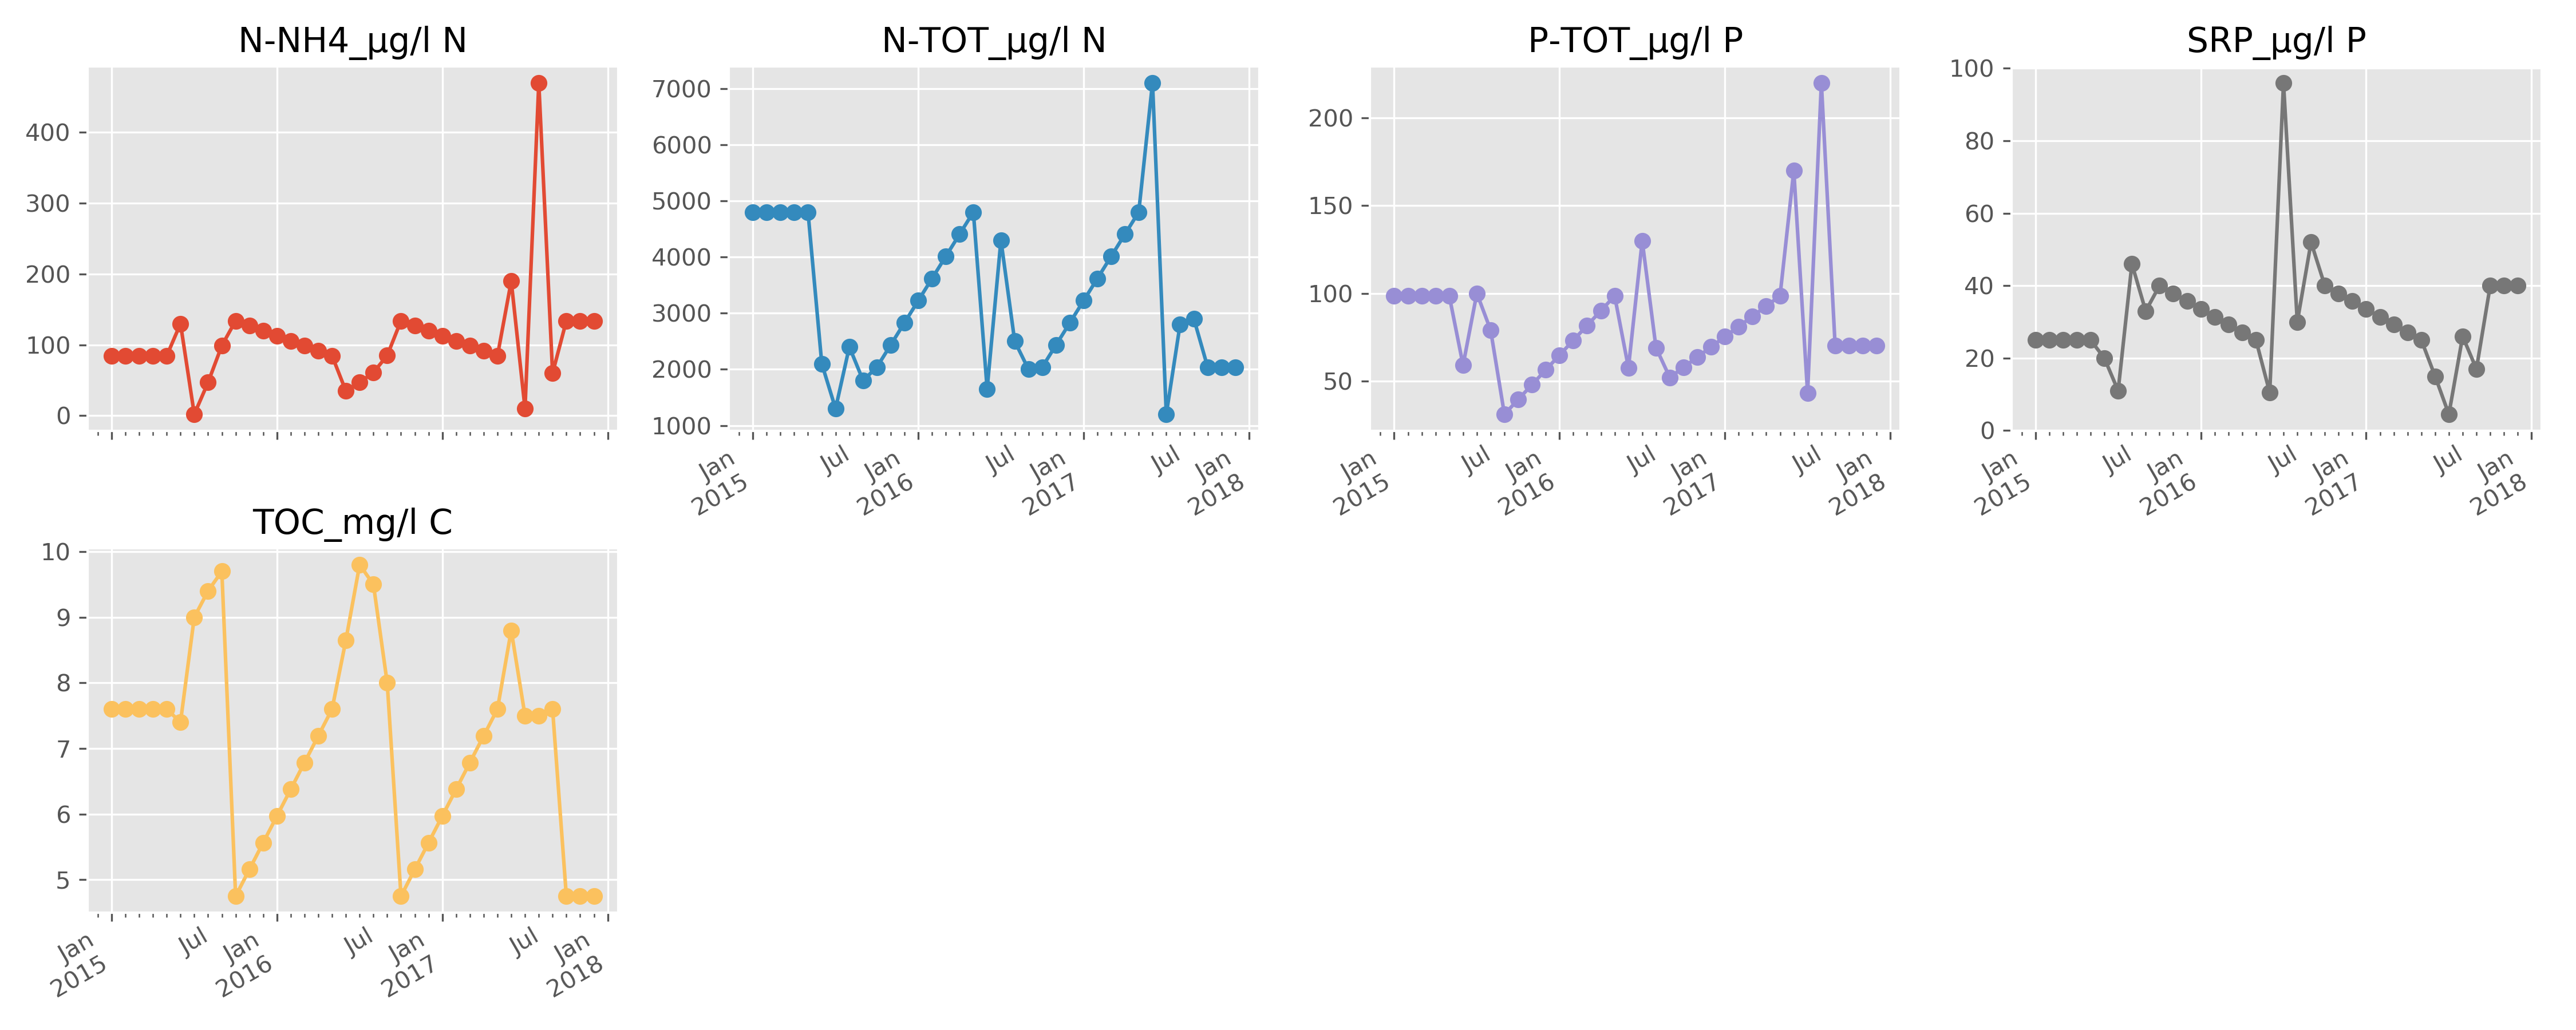 N-NH4_µg/l N
400
300
200
100
0
N-TOT_µg/l N
7000
6000
5000
4000
3000
2000
1000
Jan
2015
Jul
Jan
2016
Jul
Jan
2017
Jul
Jan
2018
P-TOT_µg/l P
200
150
100
50
Jan
2015
Jul
Jan
2016
Jul
Jan
2017
Jul
Jan
2018
SRP_µg/l P
100
80
60
40
20
0
Jan
2015
Jul
Jan
2016
Jul
Jan
2017
Jul
Jan
2018
TOC_mg/l C
10
9
8
7
6
5
Jan
2015
Jul
Jan
2016
Jul
Jan
2017
Jul
Jan
2018